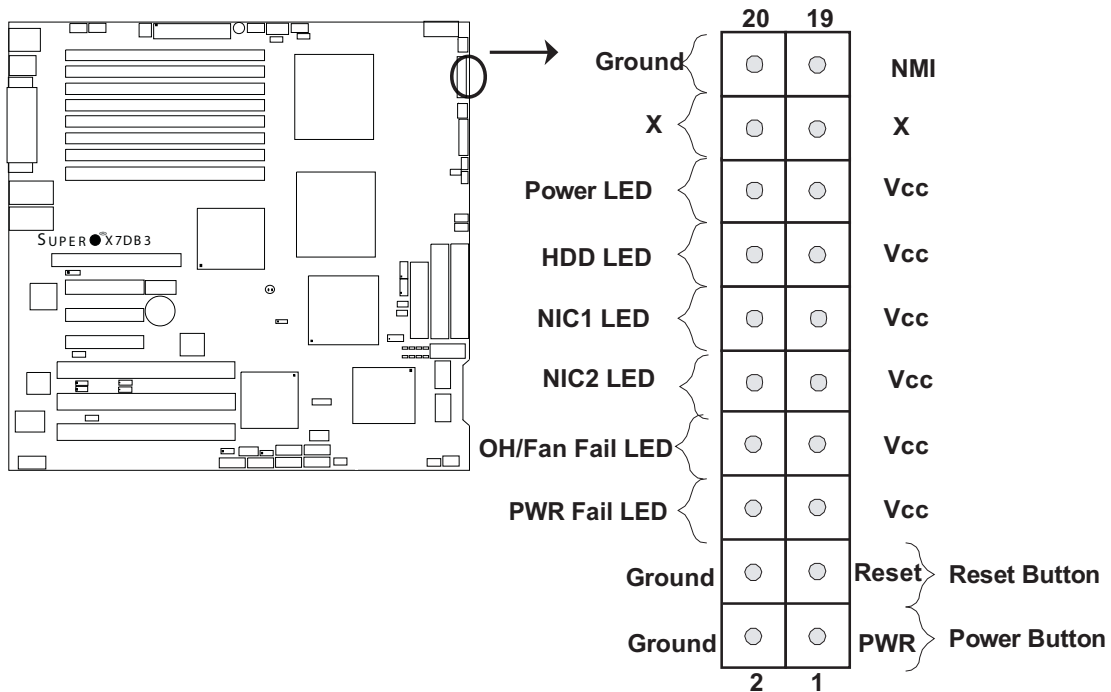 20 19
Ground NMI
X X
Power LED Vcc
HDD LED Vcc
NIC1 LED Vcc
NIC2 LED Vcc
OH/Fan Fail LED Vcc
PWR Fail LED Vcc
Ground Reset Reset Button
Ground PWR Power Button
2 1
SUPER X7DB3